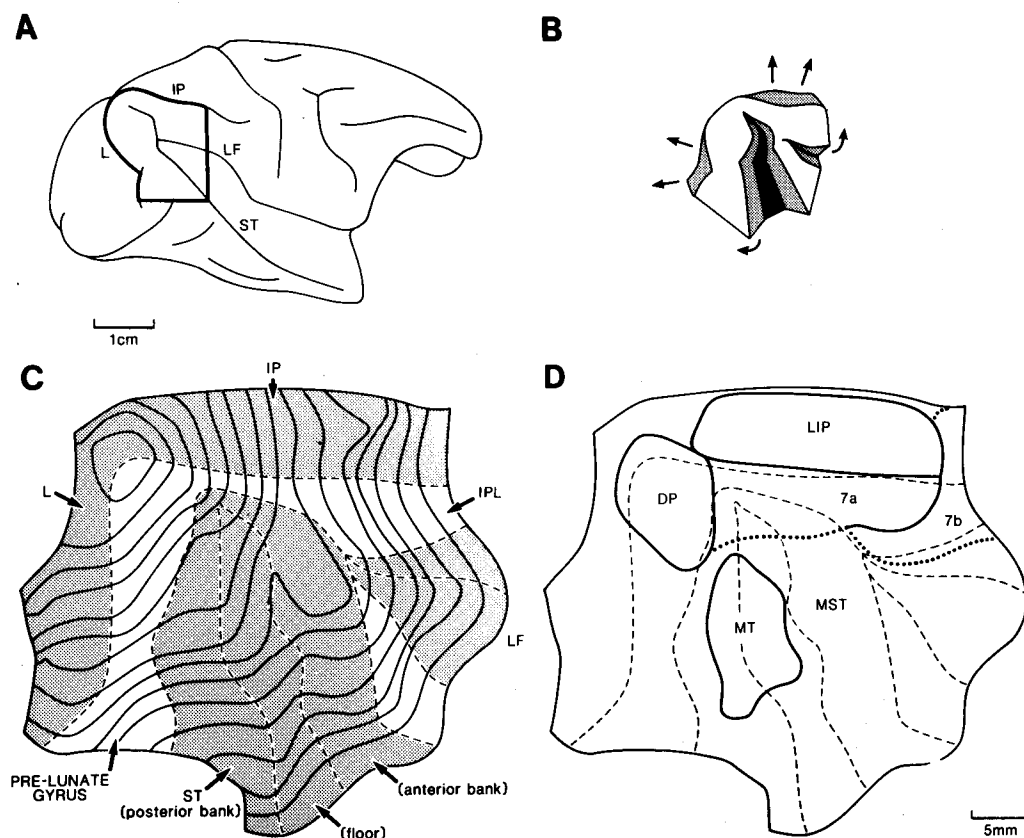 A
IP
L
LF
ST
1cm
B
C
IP
L
IPL
LF
PRE-LUNATE
GYRUS
ST
(posterior bank)
(floor)
(anterior bank)
D
LIP
DP
7a
7b
MST
MT
5mm